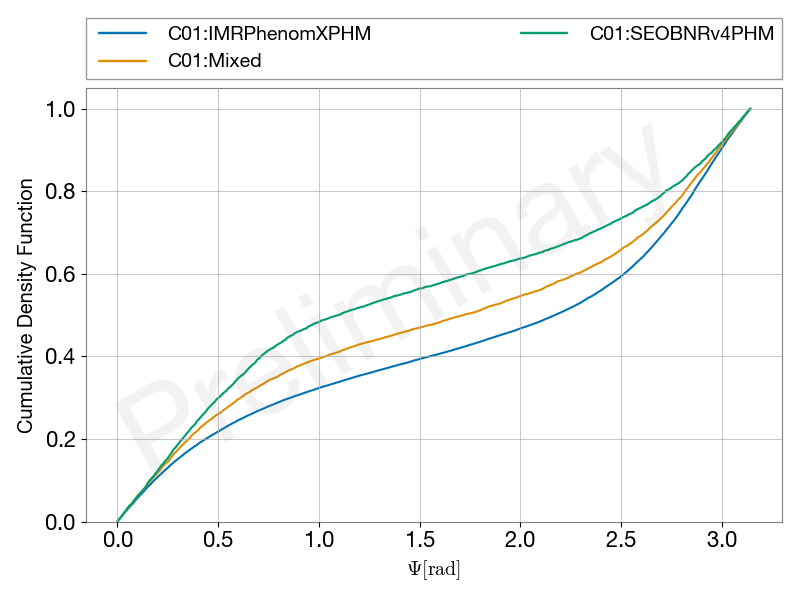 C01:IMRPhenomXPHM
C01:Mixed
C01:SEOBNRv4PHM
Preliminary
Cumulative Density Function
1.0
0.8
0.6
0.4
0.2
0.0
0.0 0.5 1.0 1.5 2.0 2.5 3.0
Ψ[rad]